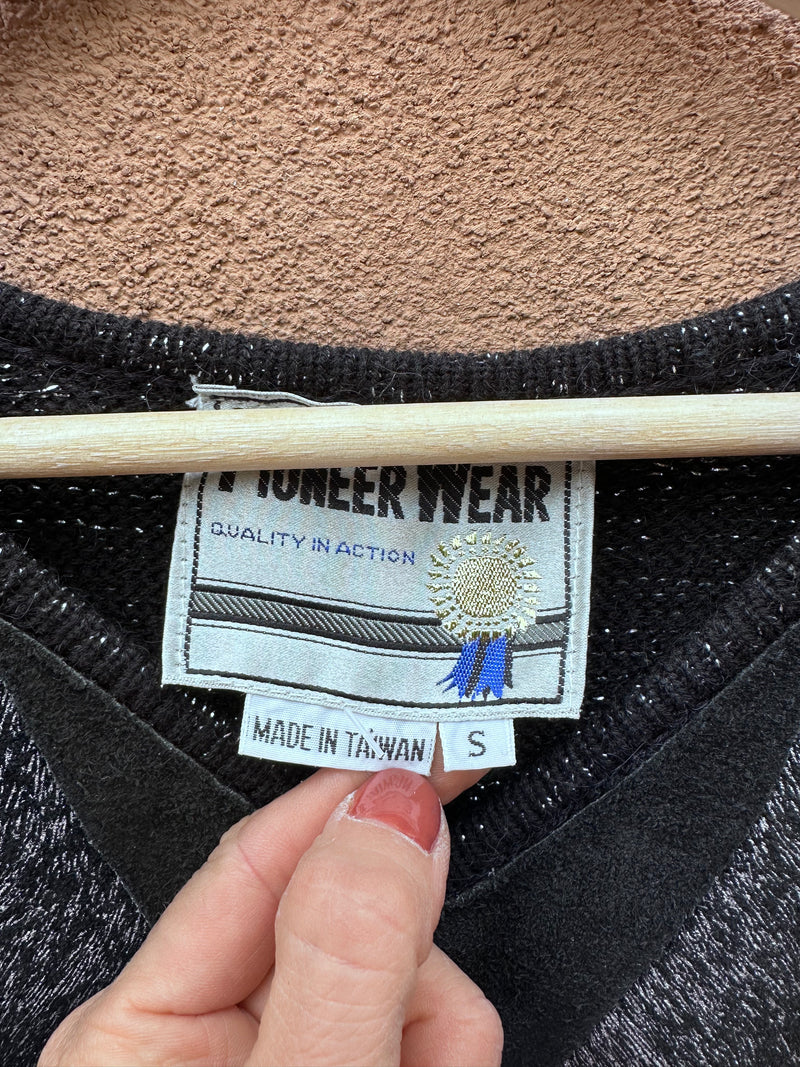 PIONEER WEAR
QUALITY IN ACTION
MADE IN TAIWAN
S